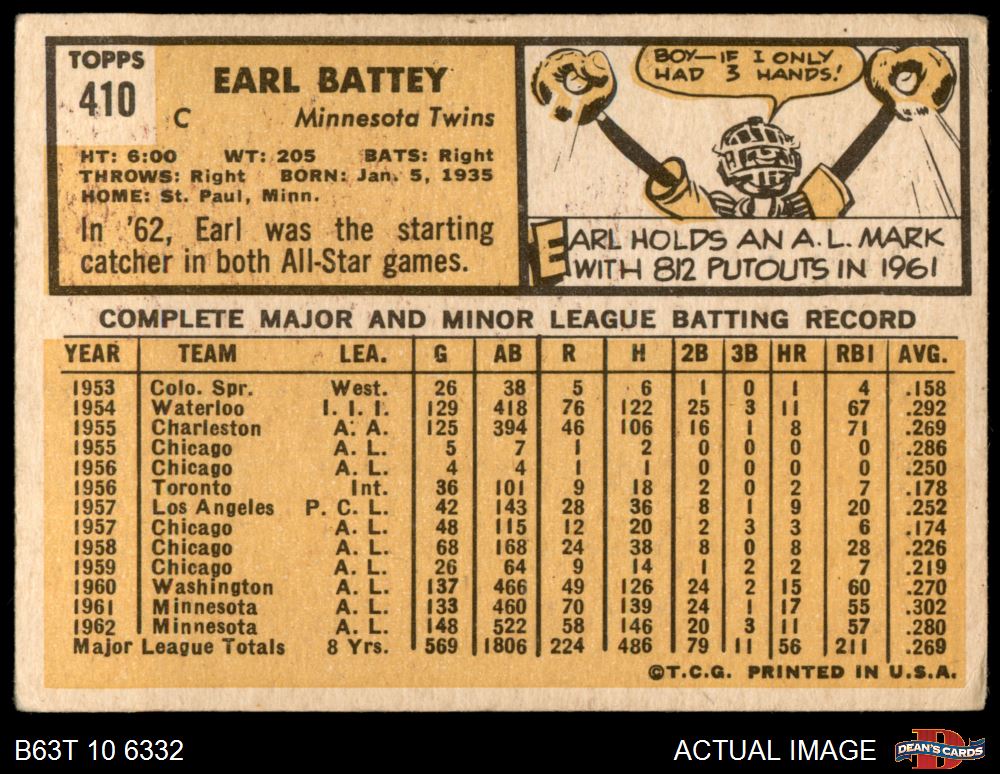 TOPPS
410
EARL BATTEY
C Minnesota Twins
HT: 6:00 WT: 205 BATS: Right
THROWS: Right BORN: Jan. 5, 1935
HOME: St. Paul, Minn.
In '62, Earl was the starting
catcher in both All-Star games.
BOY—IF I ONLY
HAD 3 HANDS!
EARL HOLDS AN A.L. MARK
WITH 812 PUTOUTS IN 1961
COMPLETE MAJOR AND MINOR LEAGUE BATTING RECORD
YEAR TEAM LEA. G AB R H 2B 3B HR RBI AVG.
1953 Colo. Spr. West. 26 38 5 6 1 0 1 4 .158
1954 Waterloo I. I. I. 129 418 76 122 25 3 11 67 .292
1955 Charleston A. A. 125 394 46 106 16 1 8 71 .269
1955 Chicago A. L. 5 7 1 2 0 0 0 0 .286
1956 Chicago A. L. 4 4 1 1 0 0 0 0 .250
1956 Toronto Int. 36 101 9 18 2 0 2 7 .178
1957 Los Angeles P. C. L. 42 143 28 36 8 1 9 20 .252
1957 Chicago A. L. 48 115 12 20 2 3 3 6 .174
1958 Chicago A. L. 68 168 24 38 8 0 8 28 .226
1959 Chicago A. L. 26 64 9 14 1 2 2 7 .219
1960 Washington A. L. 137 466 49 126 24 2 15 60 .270
1961 Minnesota A. L. 133 460 70 139 24 1 17 55 .302
1962 Minnesota A. L. 148 522 58 146 20 3 11 57 .280
Major League Totals 8 Yrs. 569 1806 224 486 79 11 56 211 .269
©T.C.G. PRINTED IN U.S.A.
B63T 10 6332
ACTUAL IMAGE
D
DEAN'S CARDS